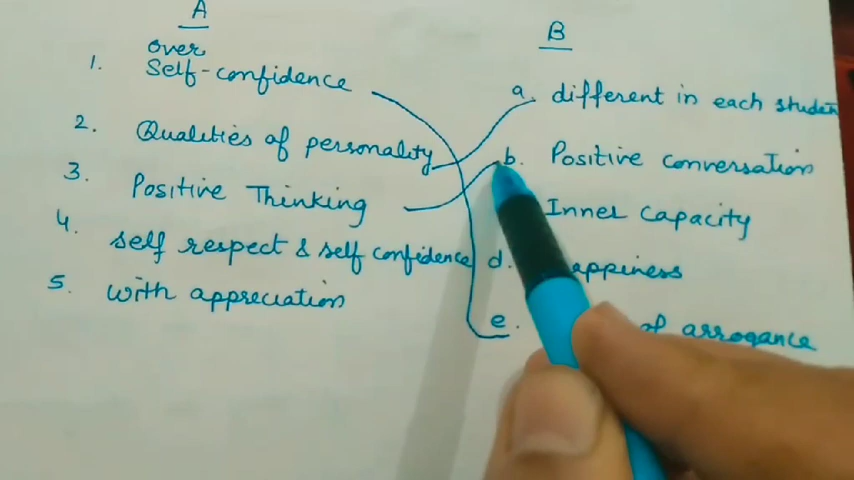 A
B
1. over
Self-confidence
a. different in each student
2. Qualities of personality
b. Positive conversation
3. Positive Thinking
Inner capacity
4. self respect & self confidence
d. appiness
5. with appreciation
e. of arrogance